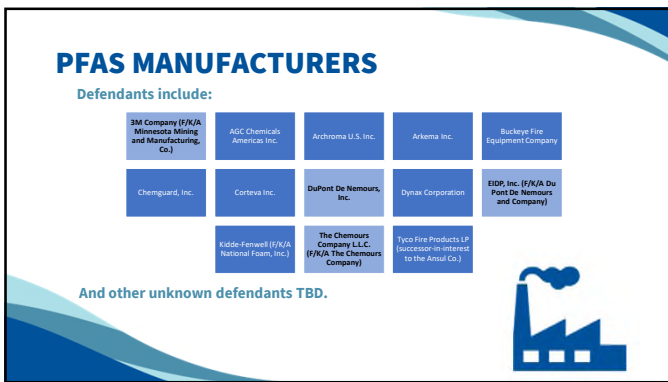 PFAS MANUFACTURERS
Defendants include:
3M Company (F/K/A
Minnesota Mining
and Manufacturing,
Co.)
AGC Chemicals
Americas Inc.
Archroma U.S. Inc.
Arkema Inc.
Buckeye Fire
Equipment Company
Chemguard, Inc.
Corteva Inc.
DuPont De Nemours,
Inc.
Dynax Corporation
EIDP, Inc. (F/K/A Du
Pont De Nemours
and Company)
Kidde-Fenwell (F/K/A
National Foam, Inc.)
The Chemours
Company L.L.C.
(F/K/A The Chemours
Company)
Tyco Fire Products LP
(successor-in-interest
to the Ansul Co.)
And other unknown defendants TBD.